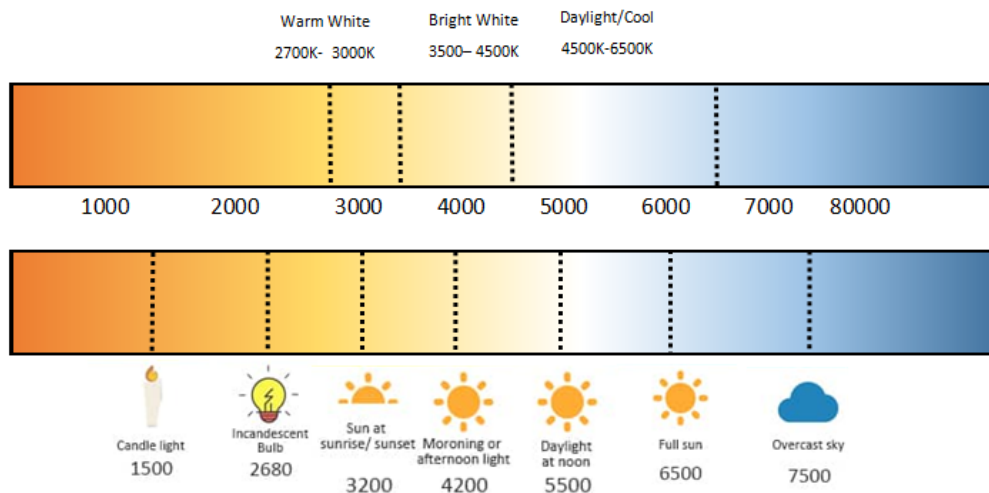 Warm White
2700K- 3000K
Bright White
3500– 4500K
Daylight/Cool
4500K-6500K
1000 2000 3000 4000 5000 6000 7000 80000
Candle light
1500
Incandescent
Bulb
2680
Sun at
sunrise/ sunset
3200
Moroning or
afternoon light
4200
Daylight
at noon
5500
Full sun
6500
Overcast sky
7500